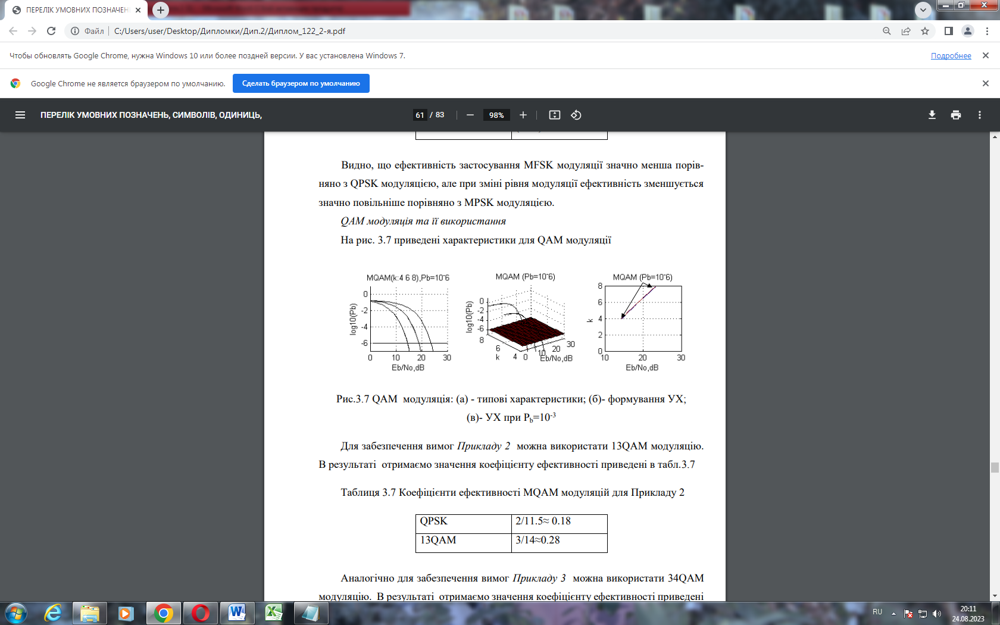 ПЕРЕЛІК УМОВНИХ ПОЗНАЧЕН
Файл
C:/Users/user/Desktop/Дипломки/Дип.2/Диплом_122_2-я.pdf
Чтобы обновлять Google Chrome, нужна Windows 10 или более поздней версии. У вас установлена Windows 7.
Подробнее
Google Chrome не является браузером по умолчанию.
Сделать браузером по умолчанию
ПЕРЕЛІК УМОВНИХ ПОЗНАЧЕНЬ, СИМВОЛІВ, ОДИНИЦЬ,
61 / 83
98%
Видно, що ефективність застосування MFSK модуляції значно менша порів-
няно з QPSK модуляцією, але при зміні рівня модуляції ефективність зменшується
значно повільніше порівняно з MPSK модуляцією.
QAM модуляція та її використання
На рис. 3.7 приведені характеристики для QAM модуляції
MQAM(k:4 6 8),Pb=10-6
0
-2
-4
-6
log10(Pb)
0 10 20 30
Eb/No,dB
MQAM (Pb=10-6)
0
-2
-4
-6
log10(Pb)
8
6
4
k
0
10
20
30
Eb/No,dB
MQAM (Pb=10-6)
8
6
4
2
0
k
10 20 30
Eb/No,dB
Рис.3.7 QAM модуляція: (а) - типові характеристики; (б)- формування УХ;
(в)- УХ при Pb=10-3
Для забезпечення вимог Прикладу 2 можна використати 13QAM модуляцію.
В результаті отримаємо значення коефіцієнту ефективності приведені в табл.3.7
Таблиця 3.7 Коефіцієнти ефективності MQAM модуляцій для Прикладу 2
QPSK 2/11.5≈ 0.18
13QAM 3/14≈0.28
Аналогічно для забезпечення вимог Прикладу 3 можна використати 34QAM
модуляцію. В результаті отримаємо значення коефіцієнту ефективності приведені
RU
20:11
24.08.2023